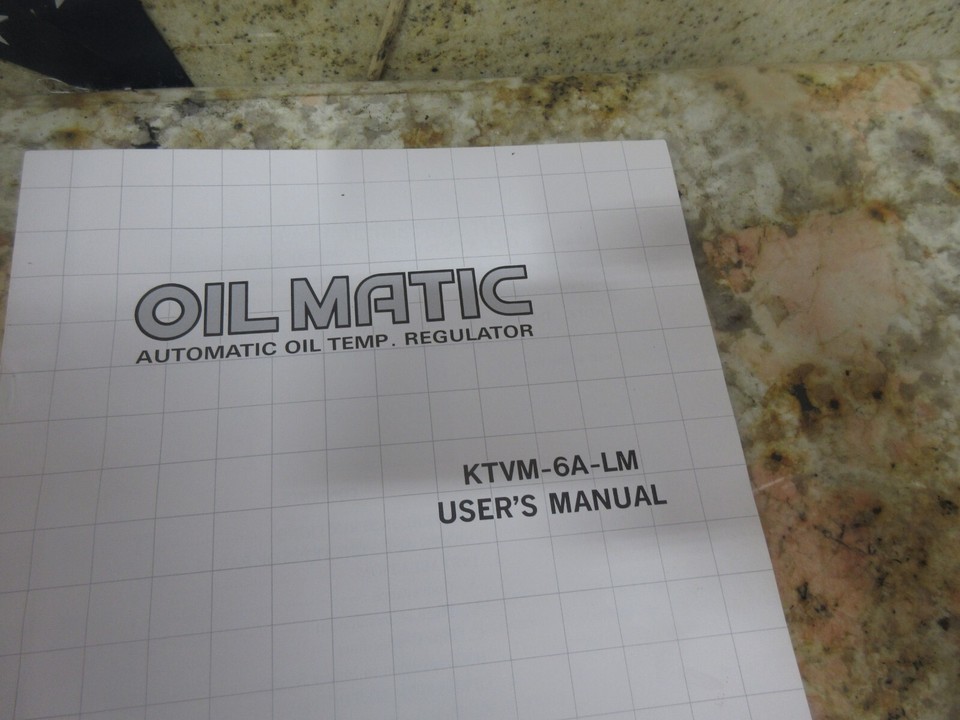 OIL MATIC
AUTOMATIC OIL TEMP. REGULATOR
KTVM-6A-LM
USER'S MANUAL